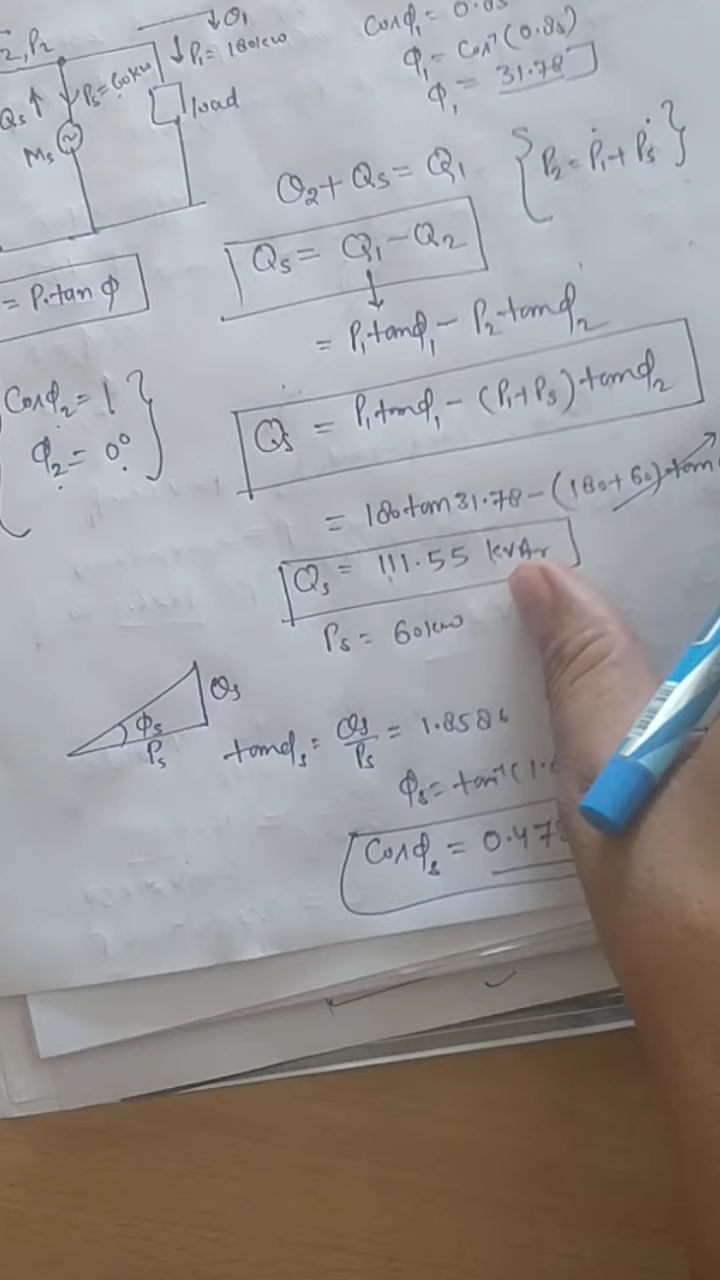 2, P2
Q1
P1 = 180kw
Ps = 60kw
Qs
Ms
load
Cosφ1 = 0.85
φ1 = Cos⁻¹(0.85)
φ1 = 31.78
Q2 + Qs = Q1
{P2 = P1 + Ps}
Qs = Q1 - Q2
= P.tan φ
= P1tanφ1 - P2tanφ2
{Cosφ2 = 1
φ2 = 0°}
Qs = P1tanφ1 - (P1+Ps)tanφ2
= 180tan31.78 - (180+60)tan
Qs = 111.55 kVAr
Ps = 60kw
Qs
φs
Ps
tanφs = Qs/Ps = 1.8586
φs = tan⁻¹(1.
Cosφs = 0.47